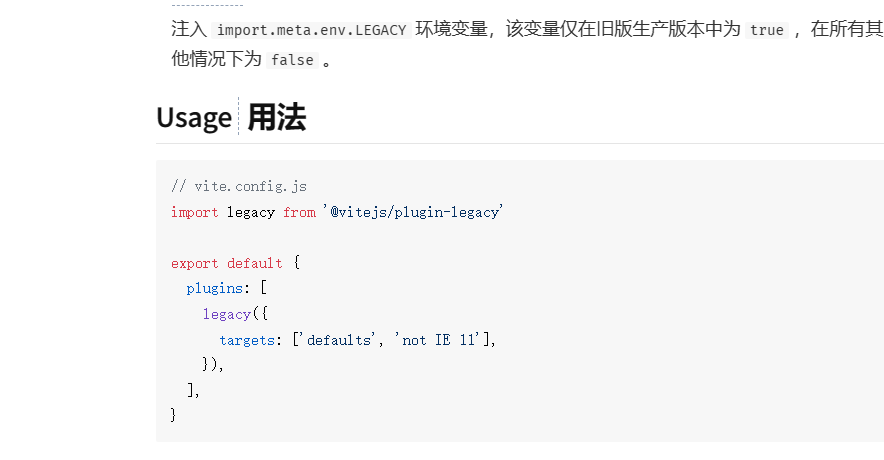 注入 import.meta.env.LEGACY 环境变量，该变量仅在旧版生产版本中为 true ，在所有其
他情况下为 false 。
Usage 用法
// vite.config.js
import legacy from '@vitejs/plugin-legacy'
export default {
  plugins: [
    legacy({
      targets: ['defaults', 'not IE 11'],
    }),
  ],
}